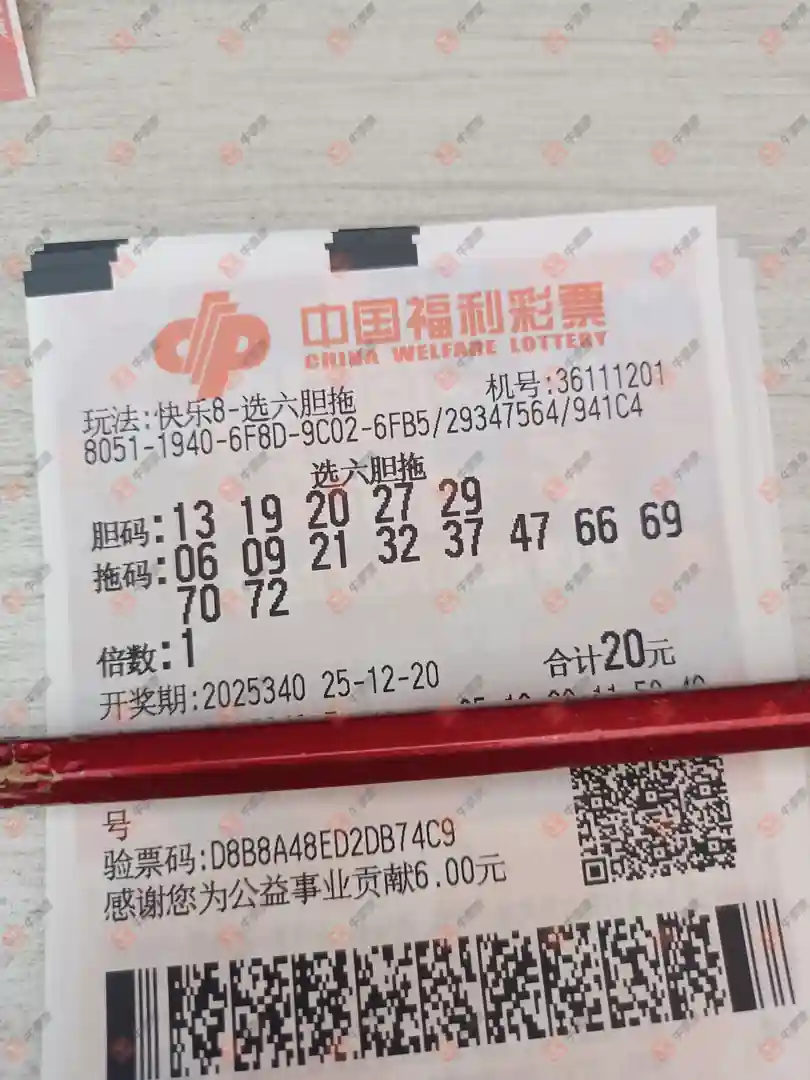 中国福利彩票
CHINA WELFARE LOTTERY
玩法:快乐8-选六胆拖 机号:36111201
8051-1940-6F8D-9C02-6FB5/29347564/941C4
选六胆拖
胆码:13 19 20 27 29
拖码:06 09 21 32 37 47 66 69
70 72
倍数:1 合计20元
开奖期:2025340 25-12-20
号
验票码:D8B8A48ED2DB74C9
感谢您为公益事业贡献6.00元